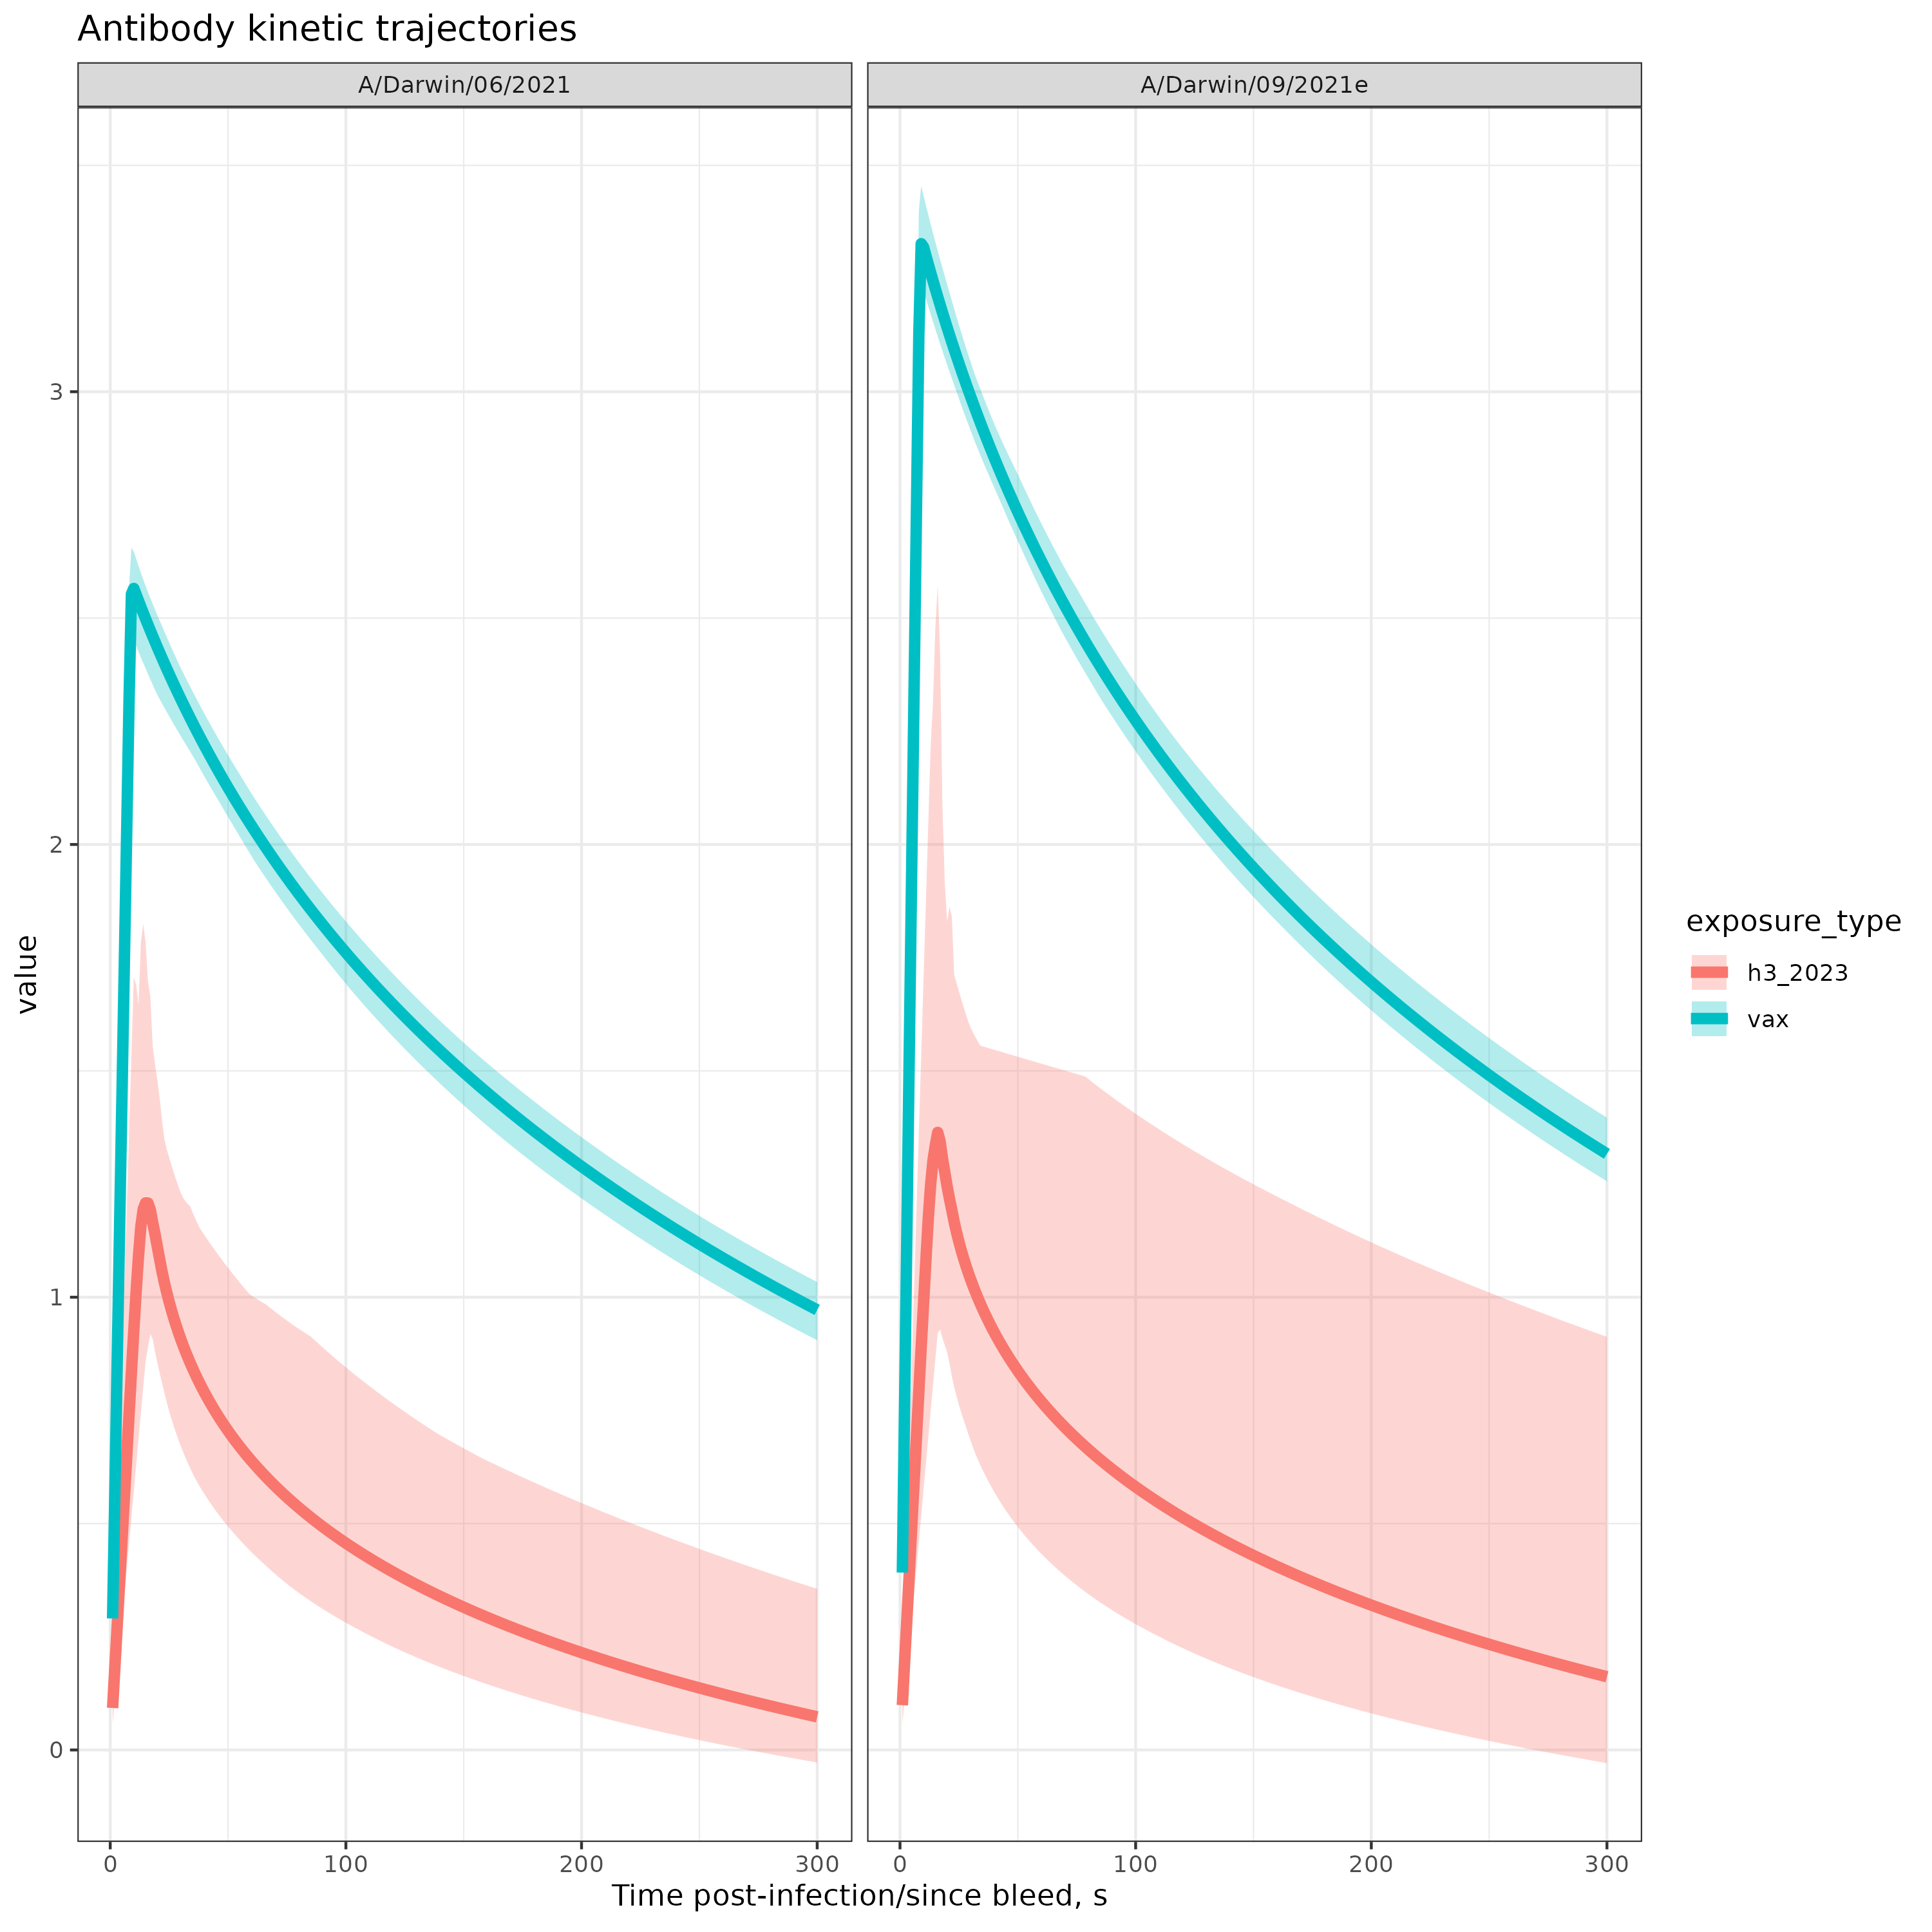 Antibody kinetic trajectories
A/Darwin/06/2021
A/Darwin/09/2021e
value
3
2
1
0
0
100
200
300
0
100
200
300
Time post-infection/since bleed, s
exposure_type
h3_2023
vax